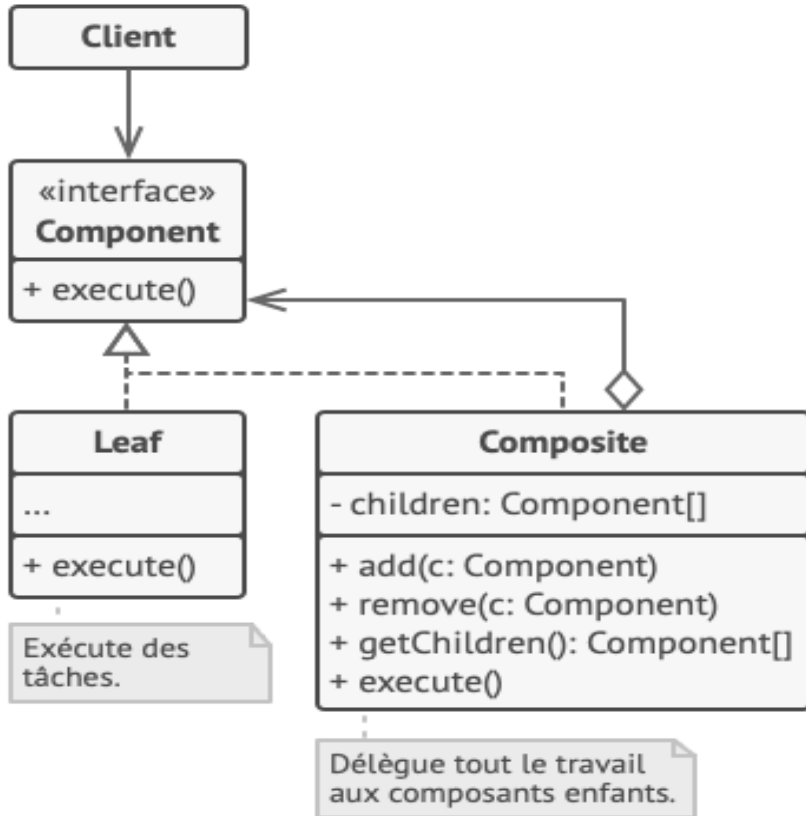 Client
«interface»
Component
+ execute()
Leaf
...
+ execute()
Exécute des
tâches.
Composite
- children: Component[]
+ add(c: Component)
+ remove(c: Component)
+ getChildren(): Component[]
+ execute()
Délègue tout le travail
aux composants enfants.